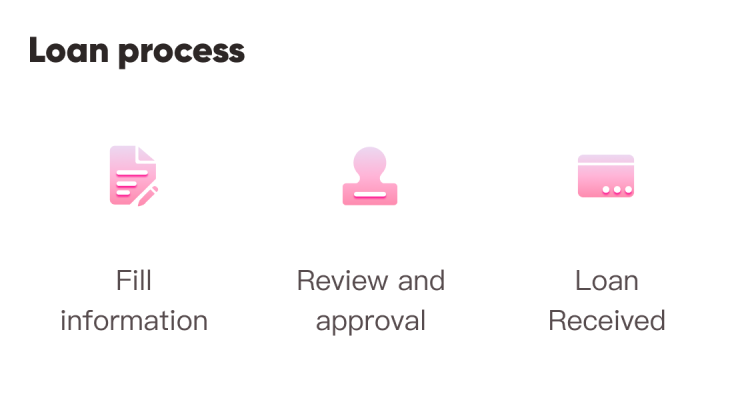 Loan process
Fill
information
Review and
approval
Loan
Received